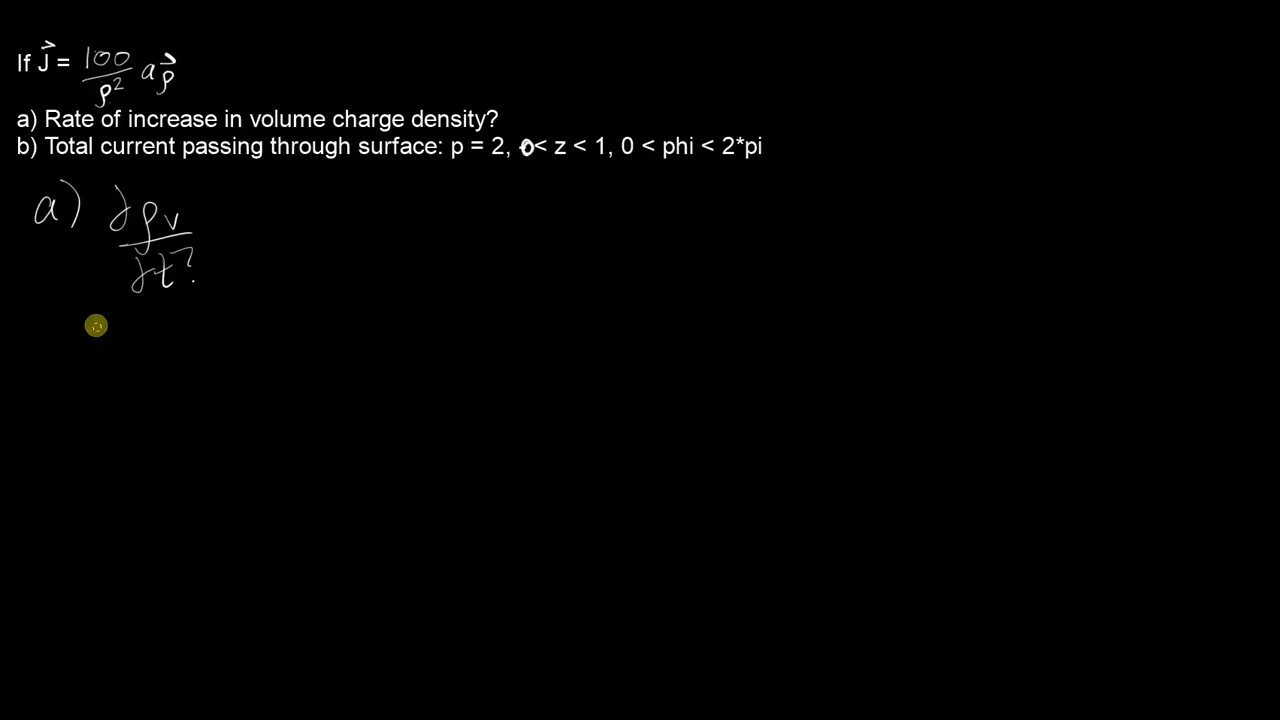 If J⃗ = 100/ρ² aρ⃗
a) Rate of increase in volume charge density?
b) Total current passing through surface: p = 2, 0 < z < 1, 0 < phi < 2*pi
a) ∂ρv/∂t?